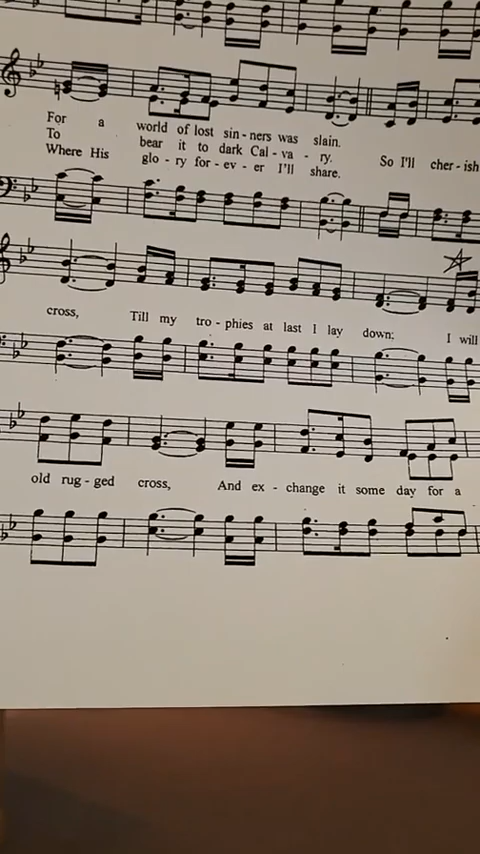 For a world of lost sin - ners was slain.
To bear it to dark Cal - va - ry. So I'll cher - ish
Where His glo - ry for - ev - er I'll share.
cross, Till my tro - phies at last I lay down; I will
old rug - ged cross, And ex - change it some day for a